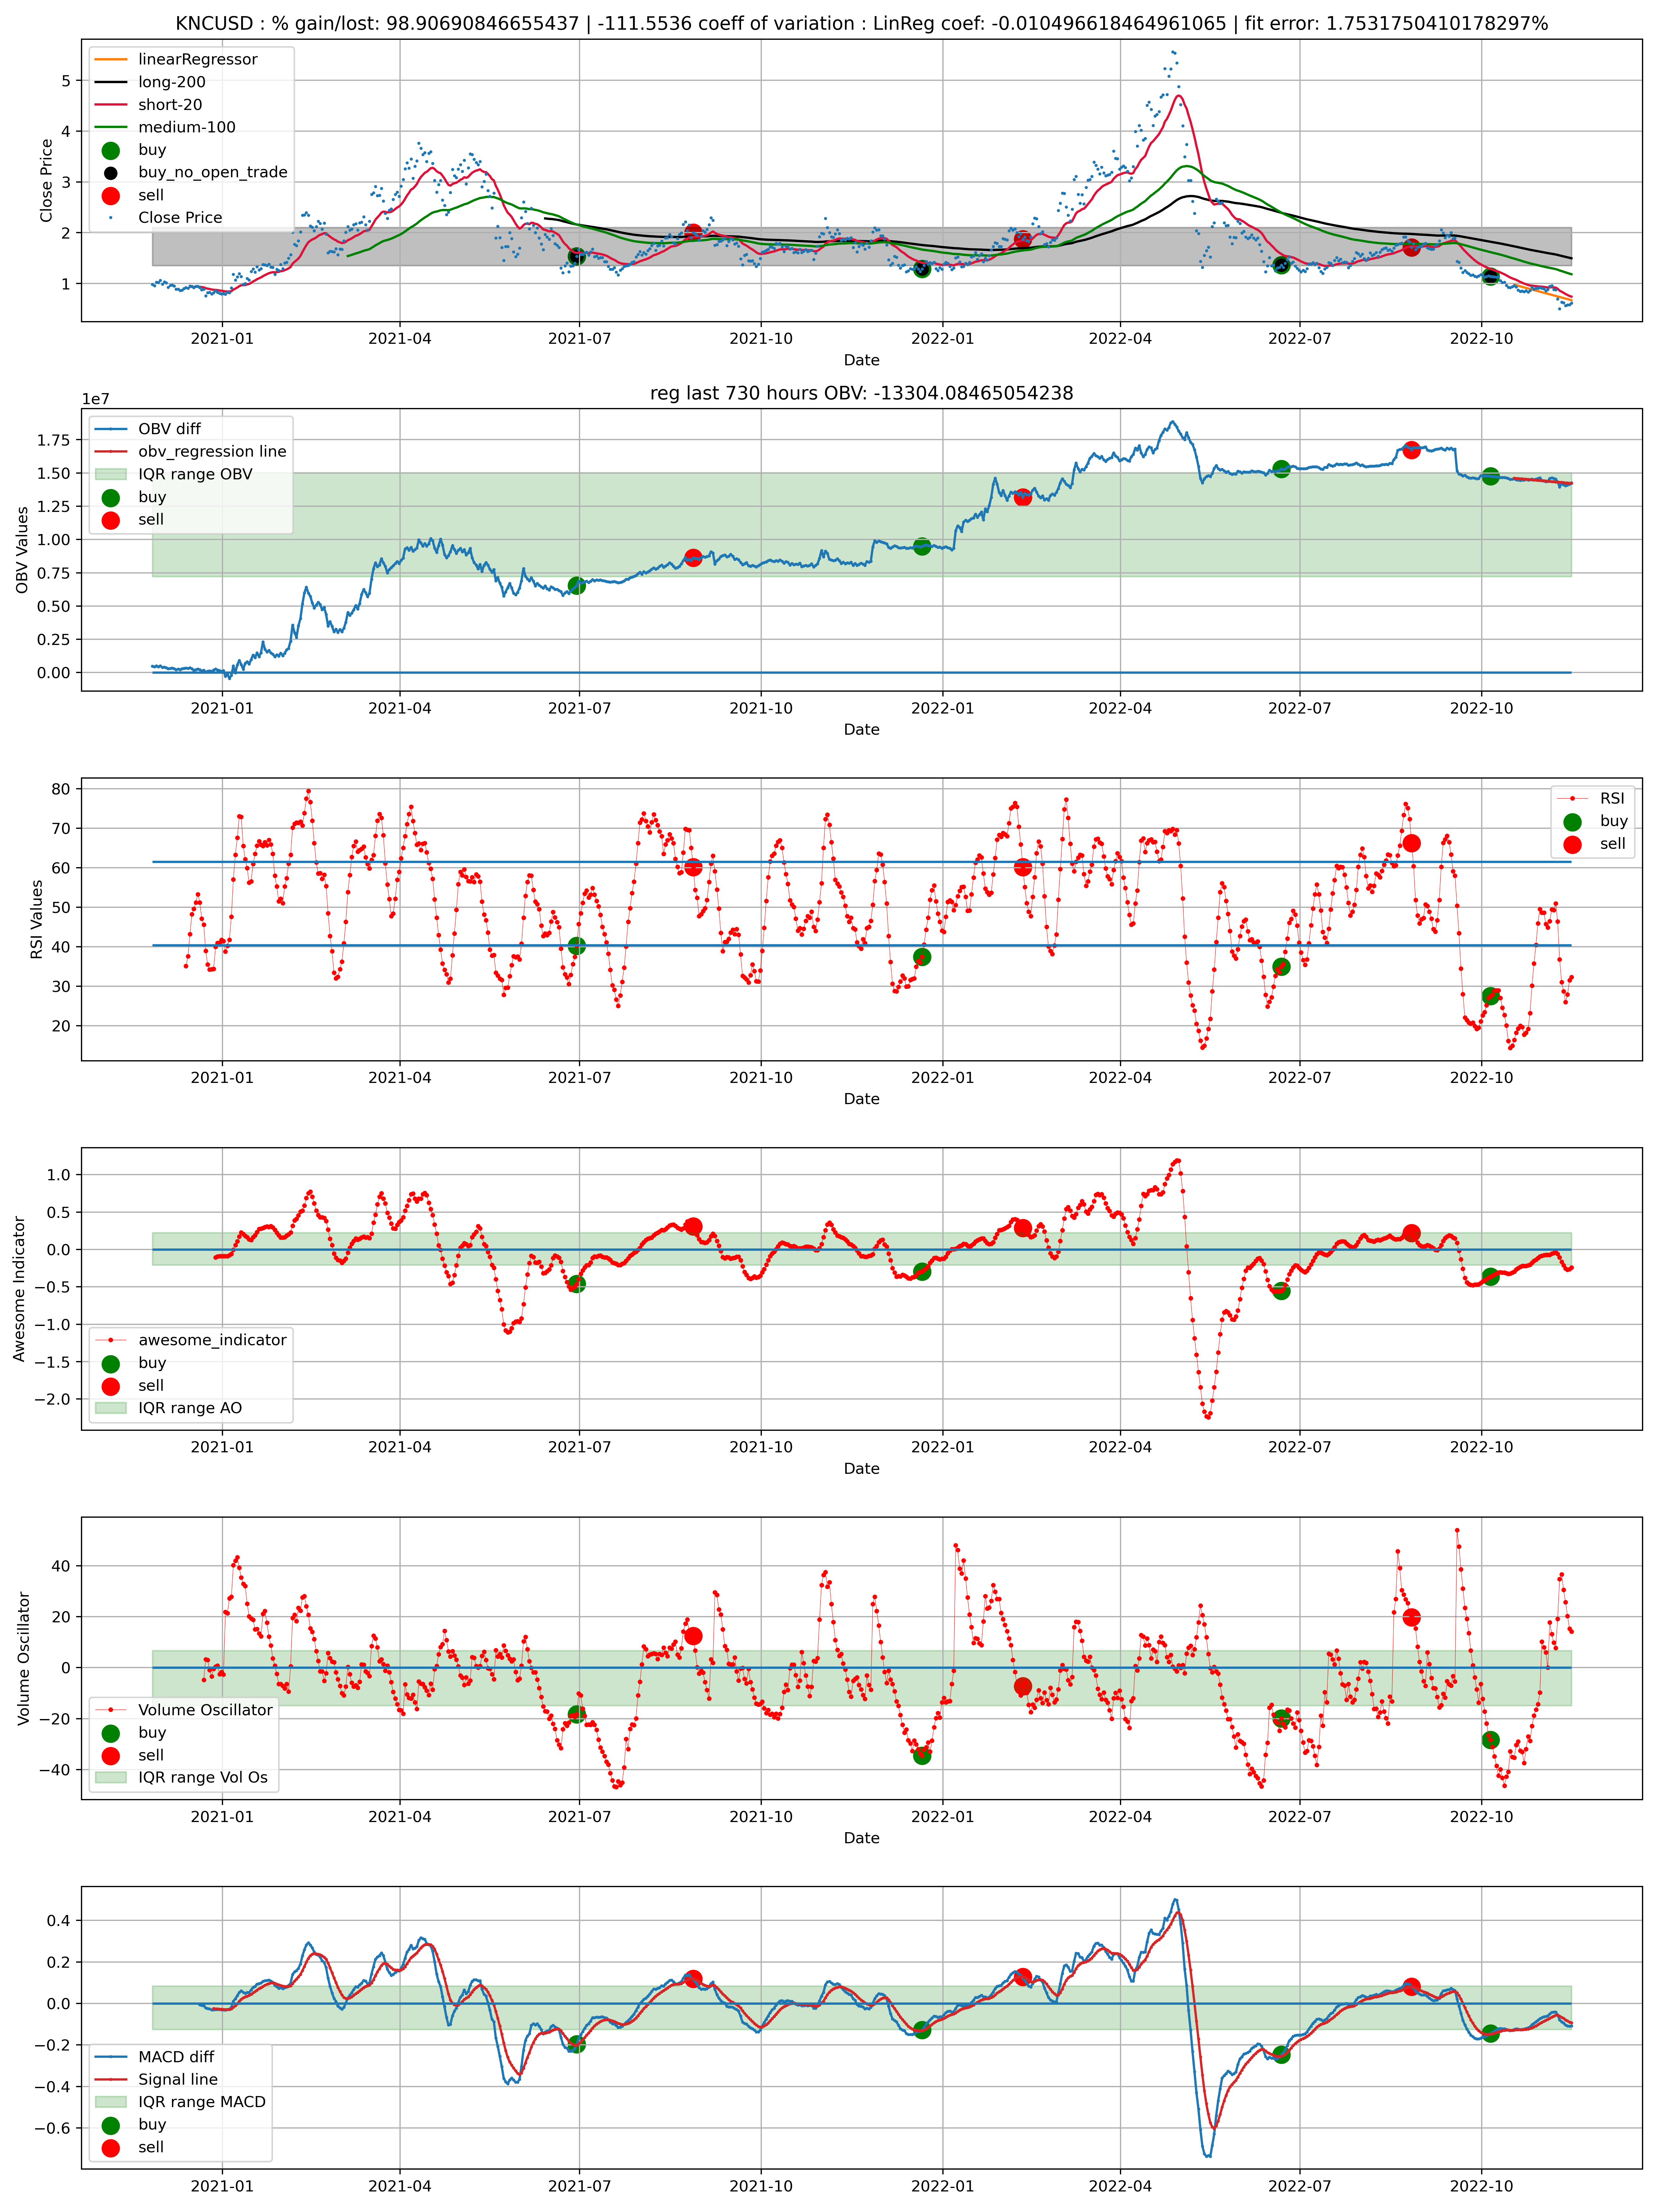 KNCUSD : % gain/lost: 98.90690846655437 | -111.5536 coeff of variation : LinReg coef: -0.010496618464961065 | fit error: 1.7531750410178297%
linearRegressor
long-200
short-20
medium-100
buy
buy_no_open_trade
sell
Close Price
Close Price
5
4
3
2
1
2021-01 2021-04 2021-07 2021-10 2022-01 2022-04 2022-07 2022-10
Date
reg last 730 hours OBV: -13304.08465054238
1e7
OBV diff
obv_regression line
IQR range OBV
buy
sell
OBV Values
1.75
1.50
1.25
1.00
0.75
0.50
0.25
0.00
2021-01 2021-04 2021-07 2021-10 2022-01 2022-04 2022-07 2022-10
Date
RSI
buy
sell
RSI Values
80
70
60
50
40
30
20
2021-01 2021-04 2021-07 2021-10 2022-01 2022-04 2022-07 2022-10
Date
Awesome Indicator
1.0
0.5
0.0
−0.5
−1.0
−1.5
−2.0
awesome_indicator
buy
sell
IQR range AO
2021-01 2021-04 2021-07 2021-10 2022-01 2022-04 2022-07 2022-10
Date
Volume Oscillator
40
20
0
−20
−40
Volume Oscillator
buy
sell
IQR range Vol Os
2021-01 2021-04 2021-07 2021-10 2022-01 2022-04 2022-07 2022-10
Date
0.4
0.2
0.0
−0.2
−0.4
−0.6
MACD diff
Signal line
IQR range MACD
buy
sell
2021-01 2021-04 2021-07 2021-10 2022-01 2022-04 2022-07 2022-10